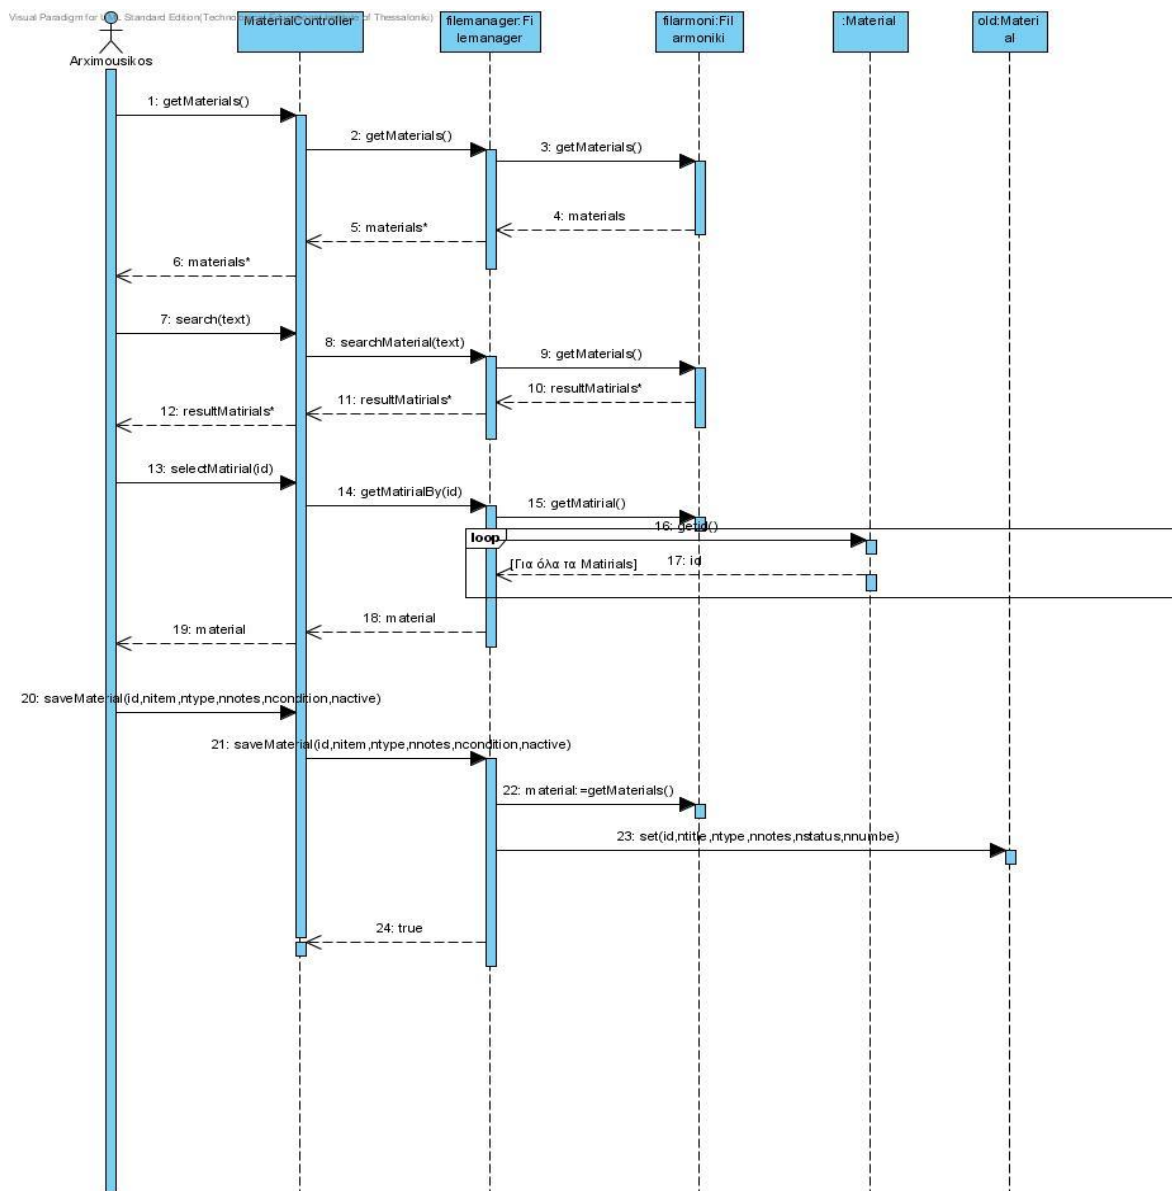 Visual Paradigm for UML Standard Edition(Technological Educational Institute of Thessaloniki)
Arximousikos
MaterialController
filemanager:Fi
lemanager
filarmoni:Fil
armoniki
:Material
old:Materi
al
1: getMaterials()
2: getMaterials()
3: getMaterials()
4: materials
5: materials*
6: materials*
7: search(text)
8: searchMaterial(text)
9: getMaterials()
10: resultMatirials*
11: resultMatirials*
12: resultMatirials*
13: selectMatirial(id)
14: getMatirialBy(id)
15: getMatirial()
16: getid()
loop
[Για όλα τα Matirials]
17: id
18: material
19: material
20: saveMaterial(id,nitem,ntype,nnotes,ncondition,nactive)
21: saveMaterial(id,nitem,ntype,nnotes,ncondition,nactive)
22: material:=getMaterials()
23: set(id,ntitle,ntype,nnotes,nstatus,nnumbe)
24: true